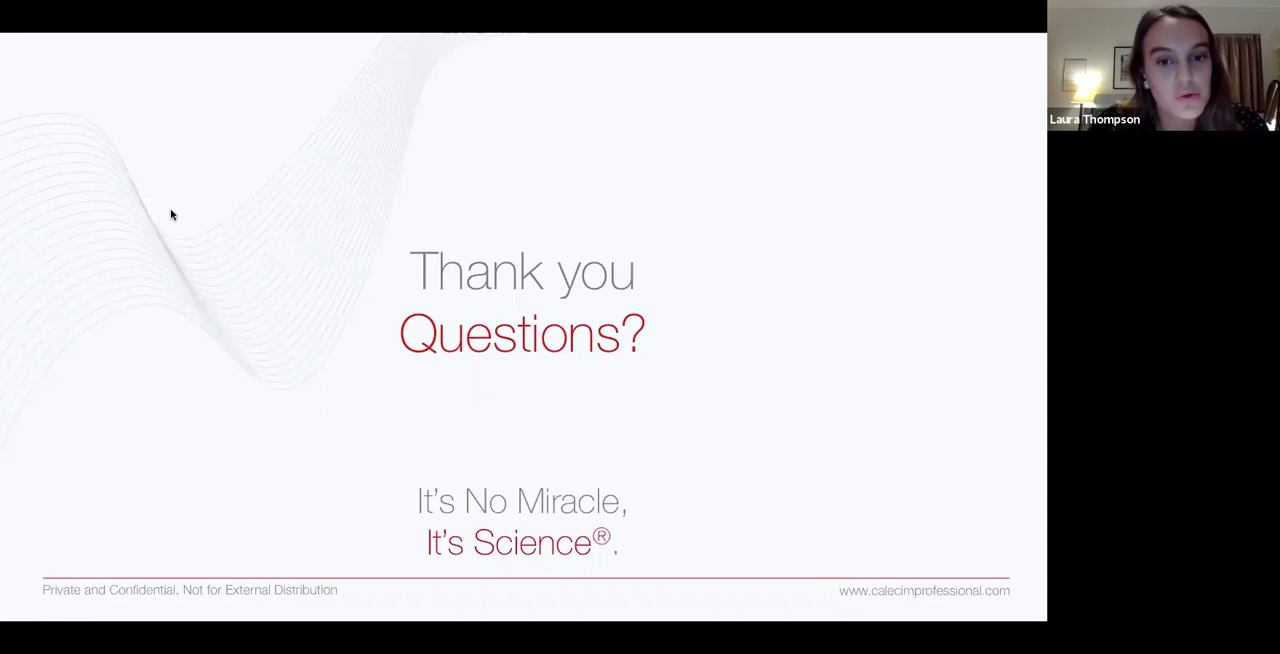 Thank you
Questions?
It's No Miracle,
It's Science®.
Private and Confidential. Not for External Distribution
www.calecimprofessional.com
Laura Thompson